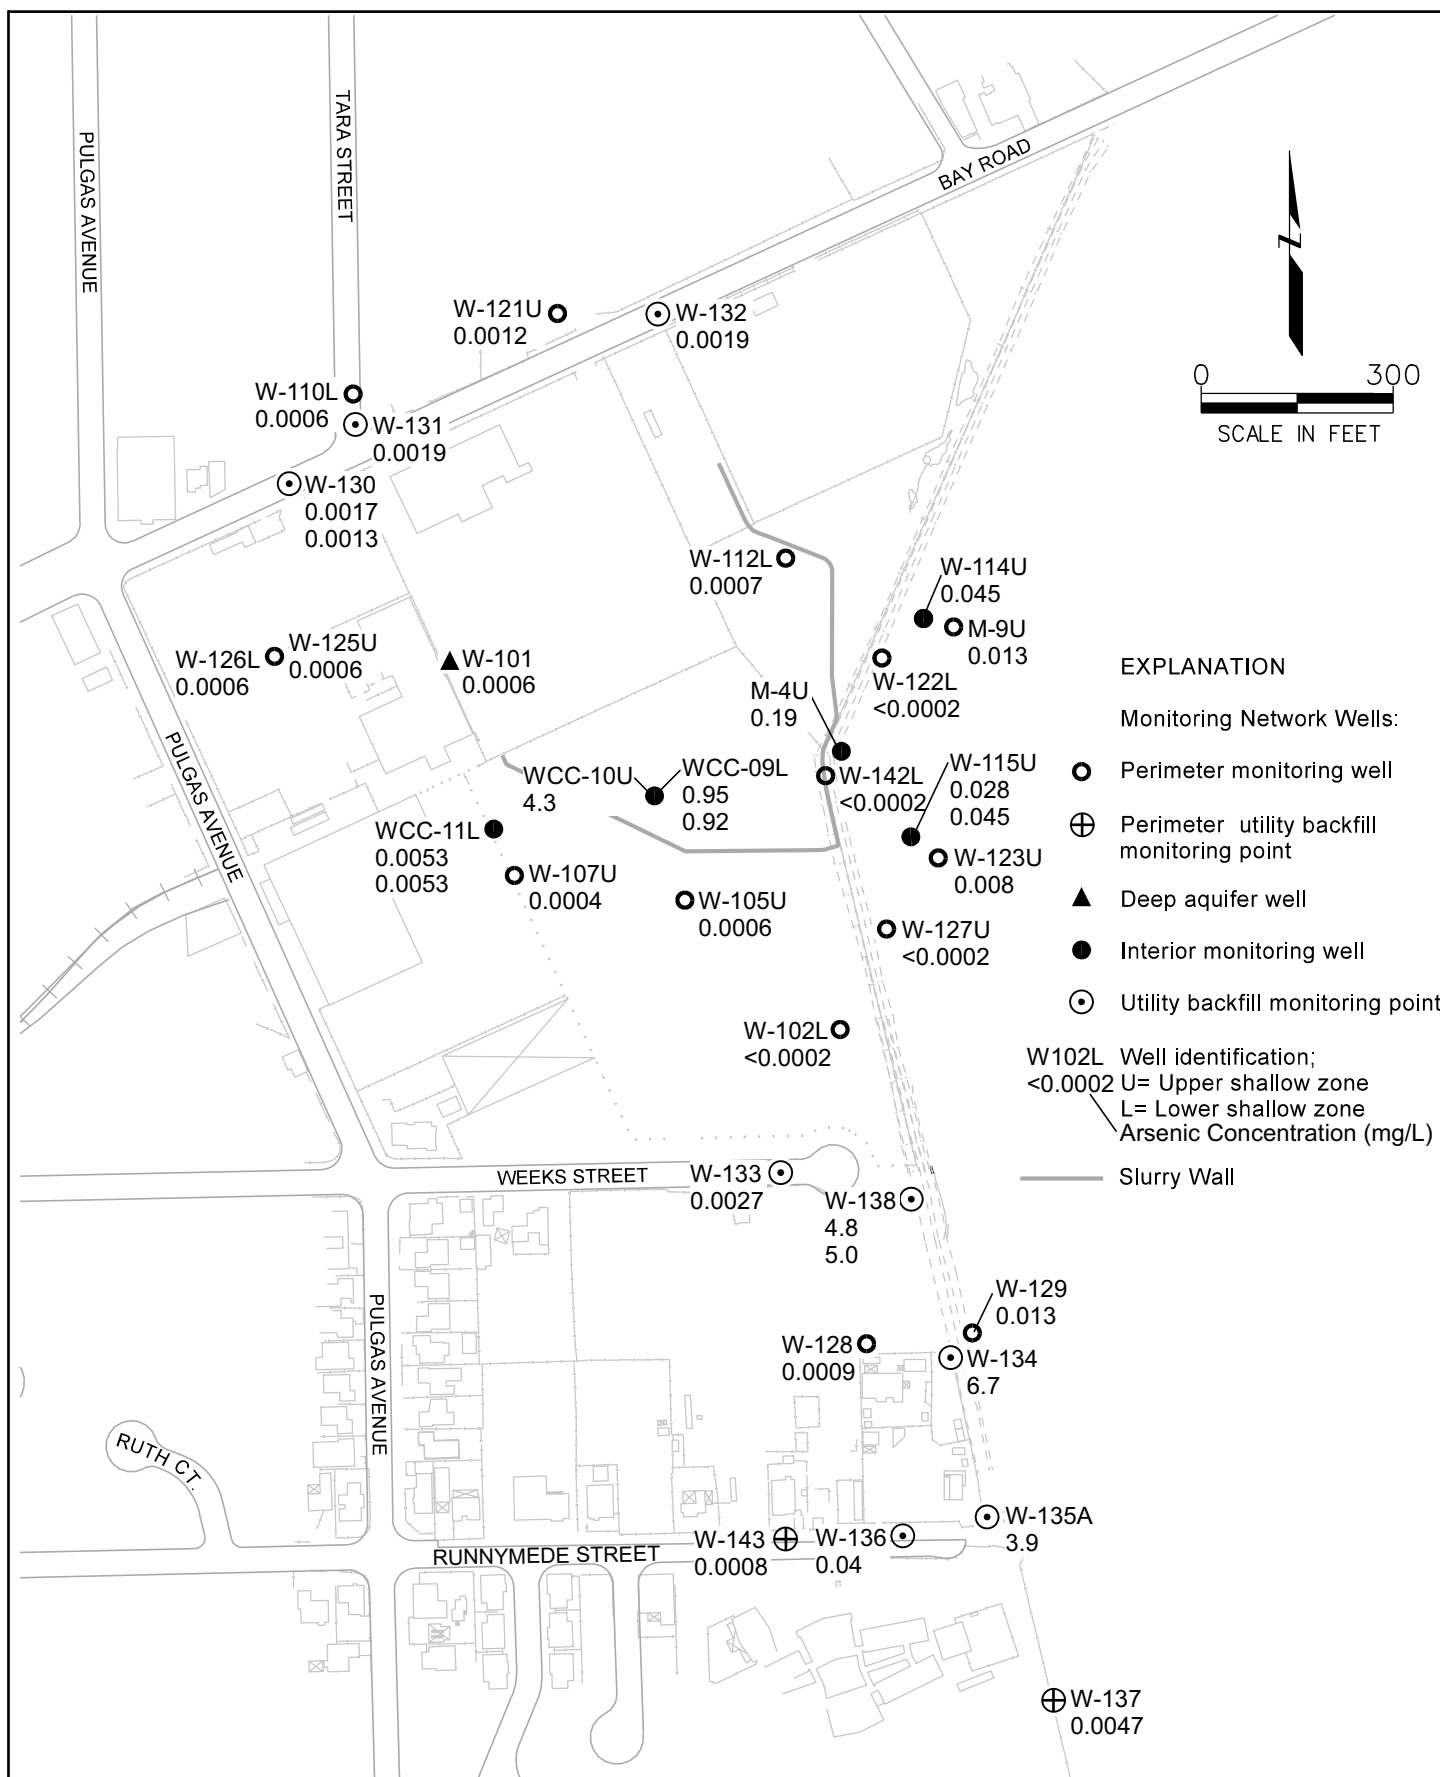 PULGAS AVENUE
TARA STREET
BAY ROAD
0 300
SCALE IN FEET
W-121U
0.0012
W-132
0.0019
W-110L
0.0006
W-131
0.0019
W-130
0.0017
0.0013
W-112L
0.0007
W-114U
0.045
M-9U
0.013
W-126L
0.0006
W-125U
0.0006
W-101
0.0006
W-122L
<0.0002
M-4U
0.19
PULGAS AVENUE
WCC-10U
4.3
WCC-09L
0.95
0.92
W-142L
<0.0002
W-115U
0.028
0.045
WCC-11L
0.0053
0.0053
W-107U
0.0004
W-105U
0.0006
W-123U
0.008
W-127U
<0.0002
W-102L
<0.0002
EXPLANATION
Monitoring Network Wells:
Perimeter monitoring well
Perimeter utility backfill
monitoring point
Deep aquifer well
Interior monitoring well
Utility backfill monitoring point
W102L
<0.0002
Well identification;
U= Upper shallow zone
L= Lower shallow zone
Arsenic Concentration (mg/L)
Slurry Wall
WEEKS STREET
W-133
0.0027
W-138
4.8
5.0
W-129
0.013
W-128
0.0009
W-134
6.7
PULGAS AVENUE
RUTH CT.
W-135A
3.9
W-143
0.0008
W-136
0.04
RUNNYMEDE STREET
W-137
0.0047